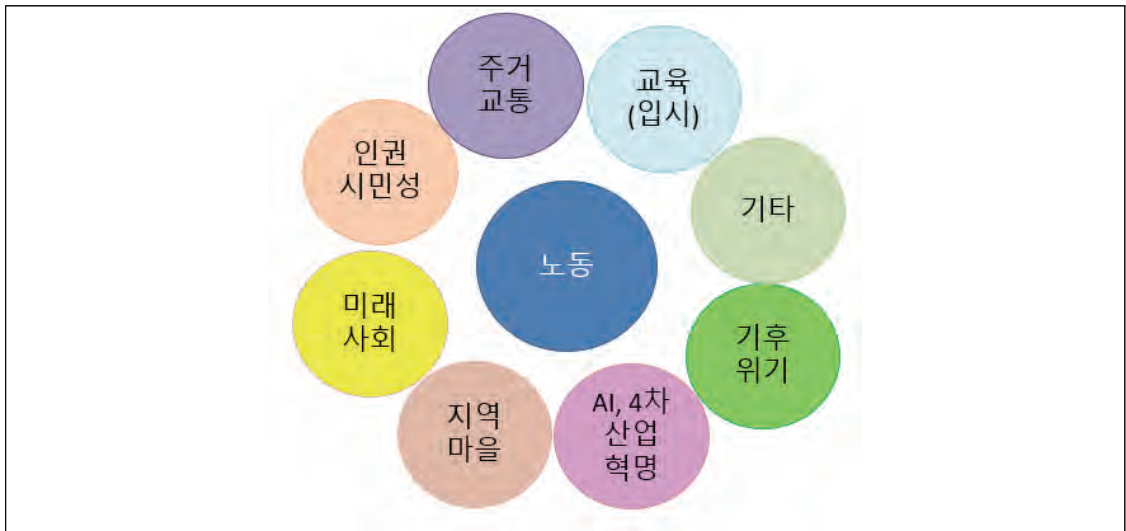 주거
교통
교육
(입시)
인권
시민성
기타
노동
미래
사회
기후
위기
지역
마을
AI, 4차
산업
혁명